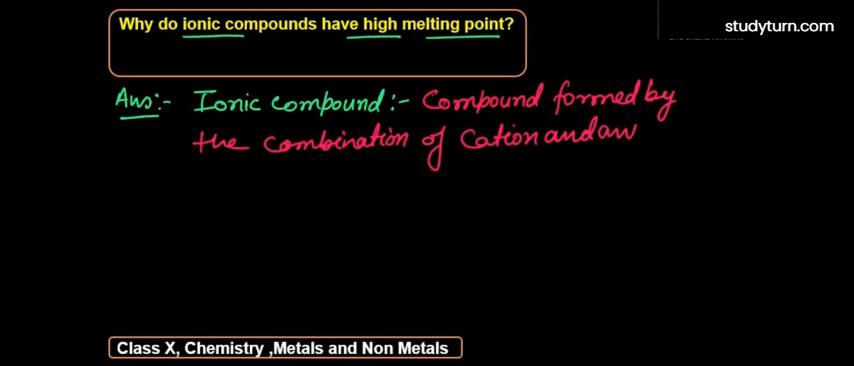 Why do ionic compounds have high melting point?
studyturn.com
Ans:- Ionic compound:- Compound formed by
the combination of Cation and an
Class X, Chemistry ,Metals and Non Metals